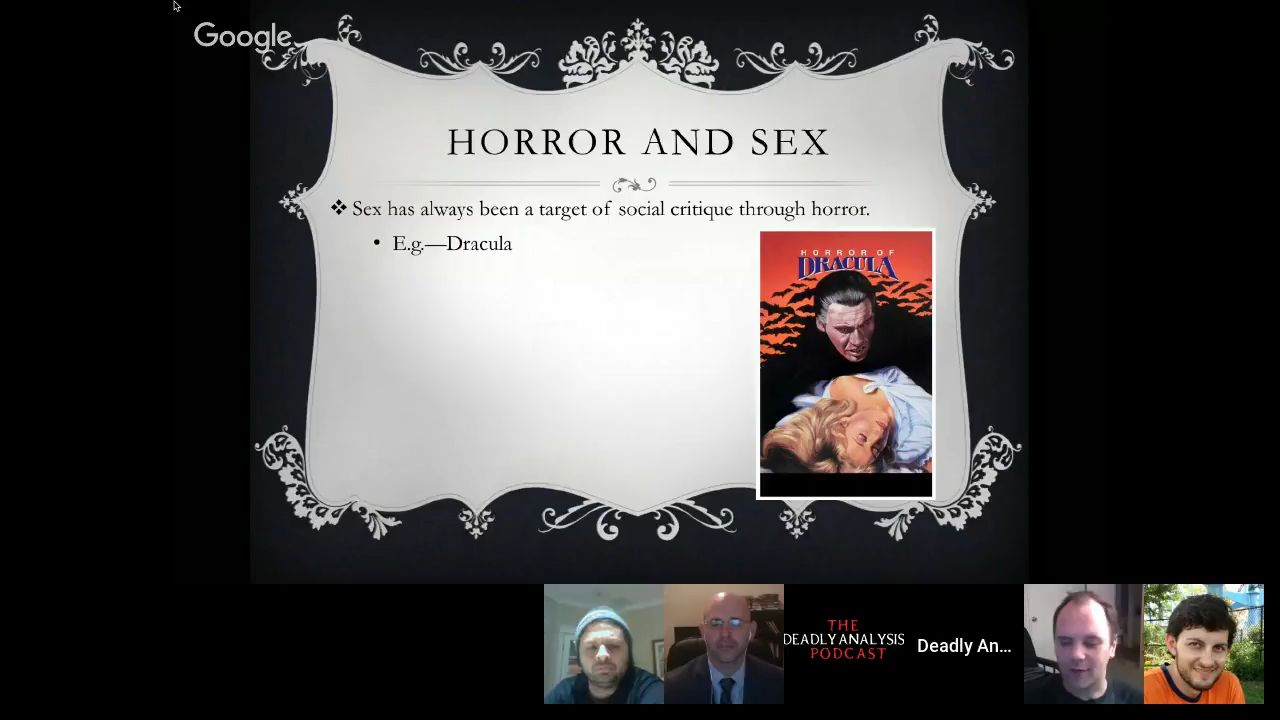 Google
HORROR AND SEX
❖ Sex has always been a target of social critique through horror.
• E.g.—Dracula
HORROR OF
DRACULA
THE
DEADLY ANALYSIS
PODCAST
Deadly An...